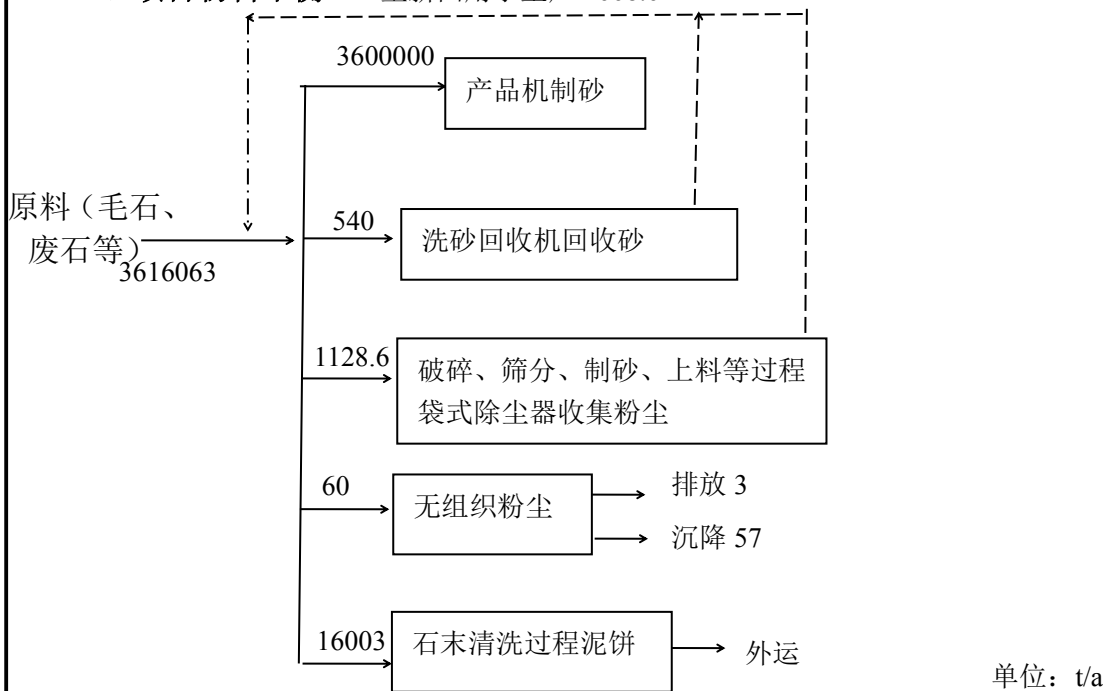 3600000
产品机制砂
原料（毛石、
废石等）
3616063
540
洗砂回收机回收砂
1128.6
破碎、筛分、制砂、上料等过程
袋式除尘器收集粉尘
60
无组织粉尘
排放 3
沉降 57
16003
石末清洗过程泥饼
外运
单位：t/a